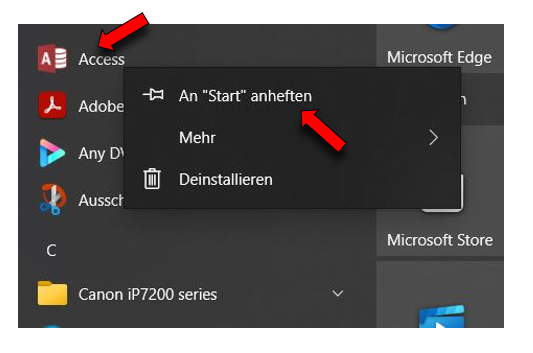 Access
Adobe
Any DV
Aussch
C
Canon iP7200 series
An "Start" anheften
Mehr
Deinstallieren
Microsoft Edge
n
Microsoft Store